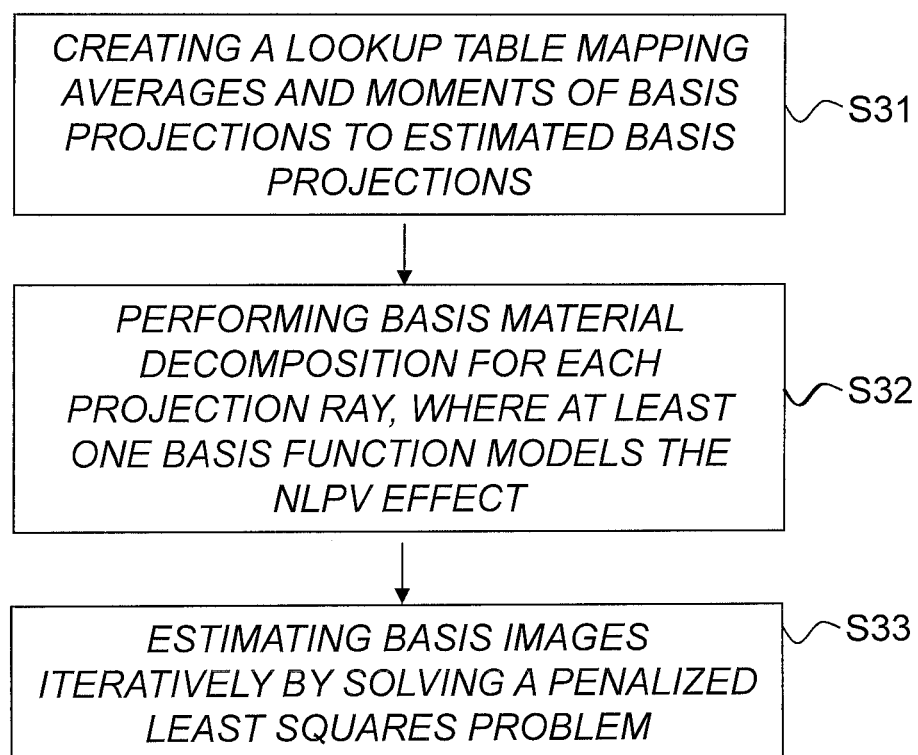 CREATING A LOOKUP TABLE MAPPING
AVERAGES AND MOMENTS OF BASIS
PROJECTIONS TO ESTIMATED BASIS
PROJECTIONS
S31
PERFORMING BASIS MATERIAL
DECOMPOSITION FOR EACH
PROJECTION RAY, WHERE AT LEAST
ONE BASIS FUNCTION MODELS THE
NLPV EFFECT
S32
ESTIMATING BASIS IMAGES
ITERATIVELY BY SOLVING A PENALIZED
LEAST SQUARES PROBLEM
S33